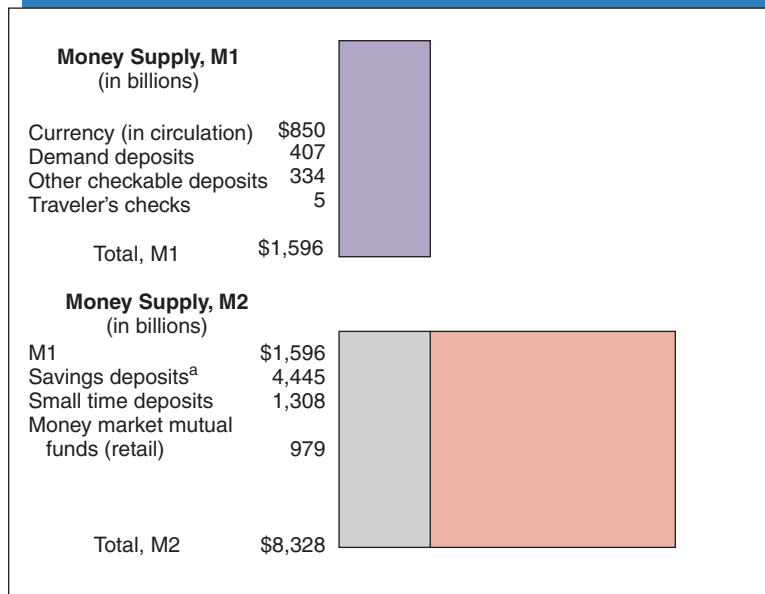 Money Supply, M1
(in billions)
Currency (in circulation) $850
Demand deposits 407
Other checkable deposits 334
Traveler’s checks 5
Total, M1 $1,596
Money Supply, M2
(in billions)
M1 $1,596
Savings depositsᵃ 4,445
Small time deposits 1,308
Money market mutual
funds (retail) 979
Total, M2 $8,328